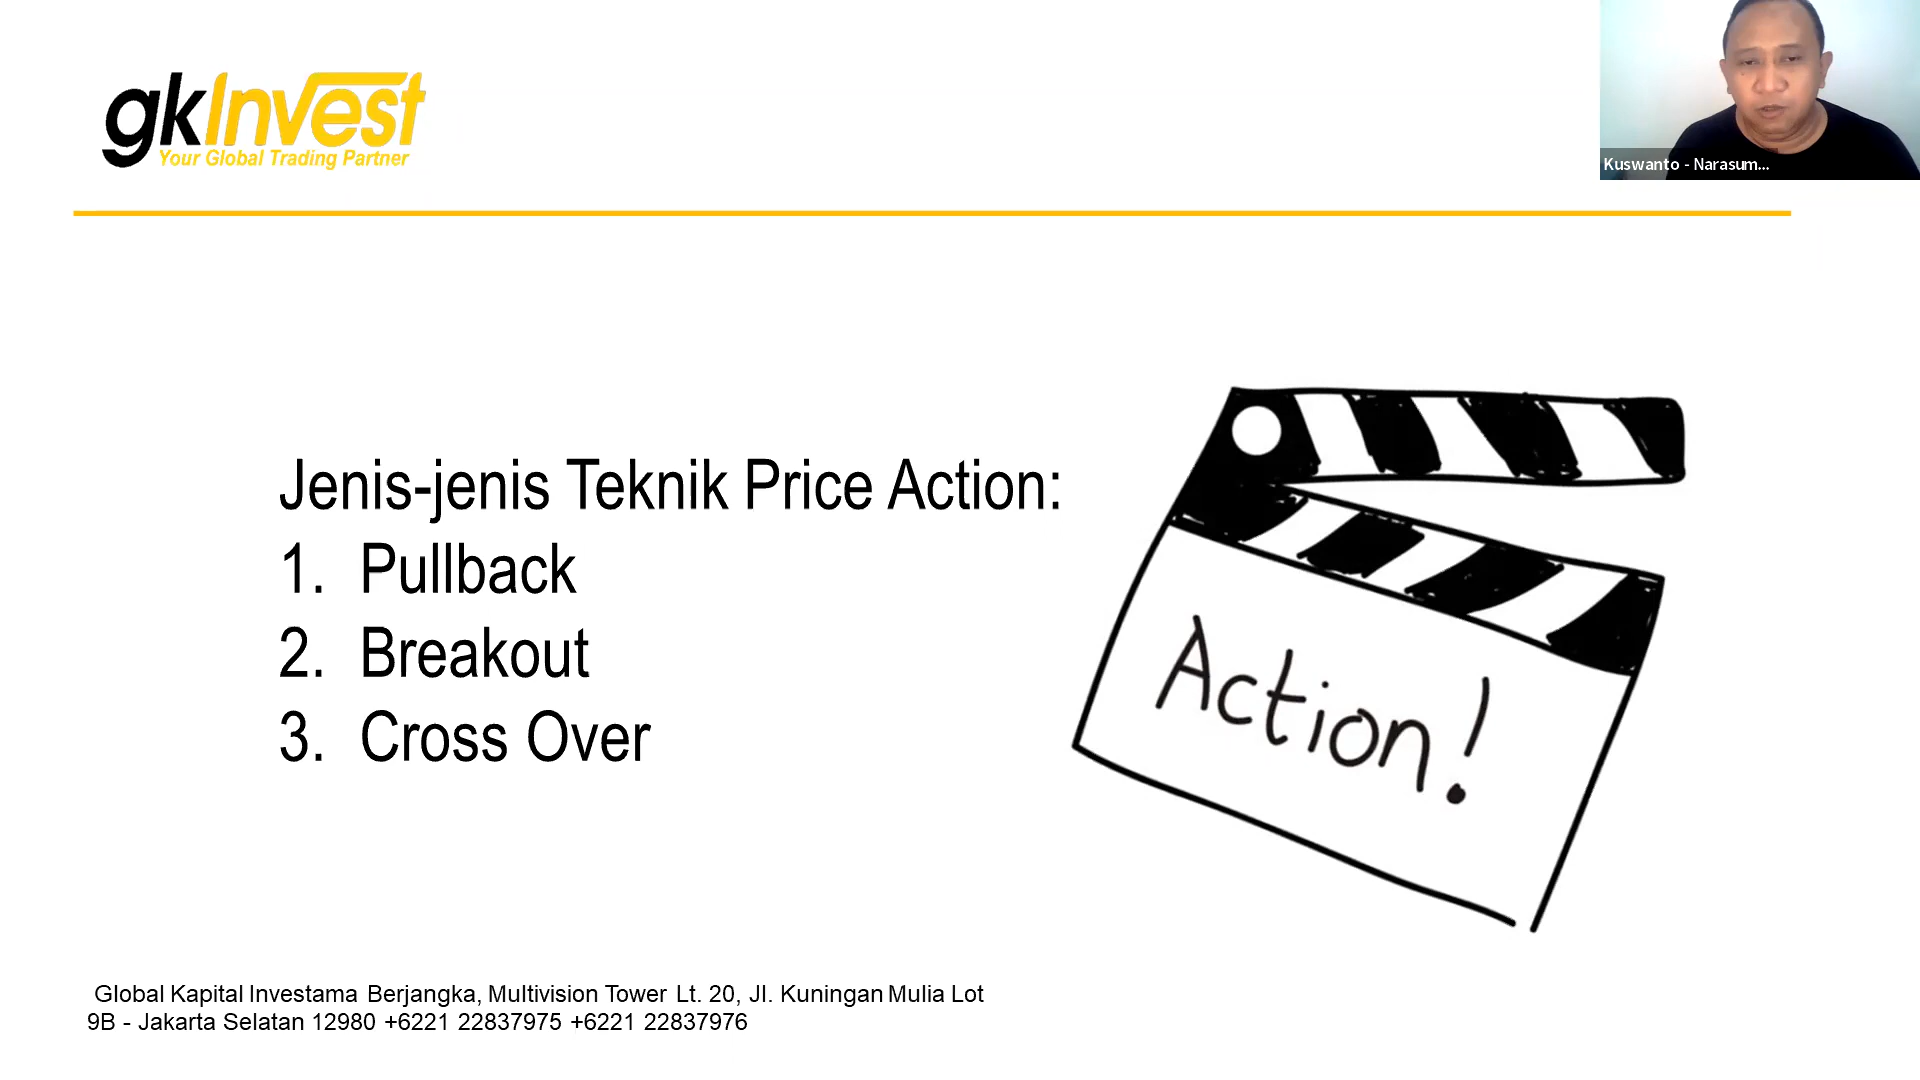 gkInvest
Your Global Trading Partner
Kuswanto - Narasum...
Jenis-jenis Teknik Price Action:
1. Pullback
2. Breakout
3. Cross Over
Action!
Global Kapital Investama Berjangka, Multivision Tower Lt. 20, Jl. Kuningan Mulia Lot
9B - Jakarta Selatan 12980 +6221 22837975 +6221 22837976